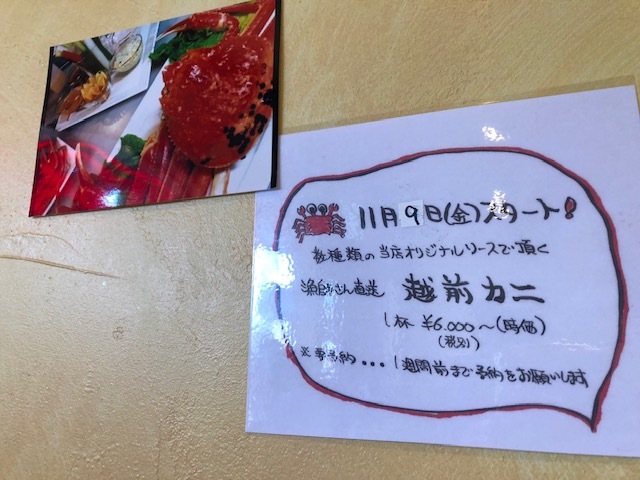 11月9日(金)スタート!
数種類の当店オリジナルソースで頂く
漁師さん直送 越前カニ
1杯 ¥6,000〜(時価)
(税別)
※要予約・・・1週間前まで予約をお願いします